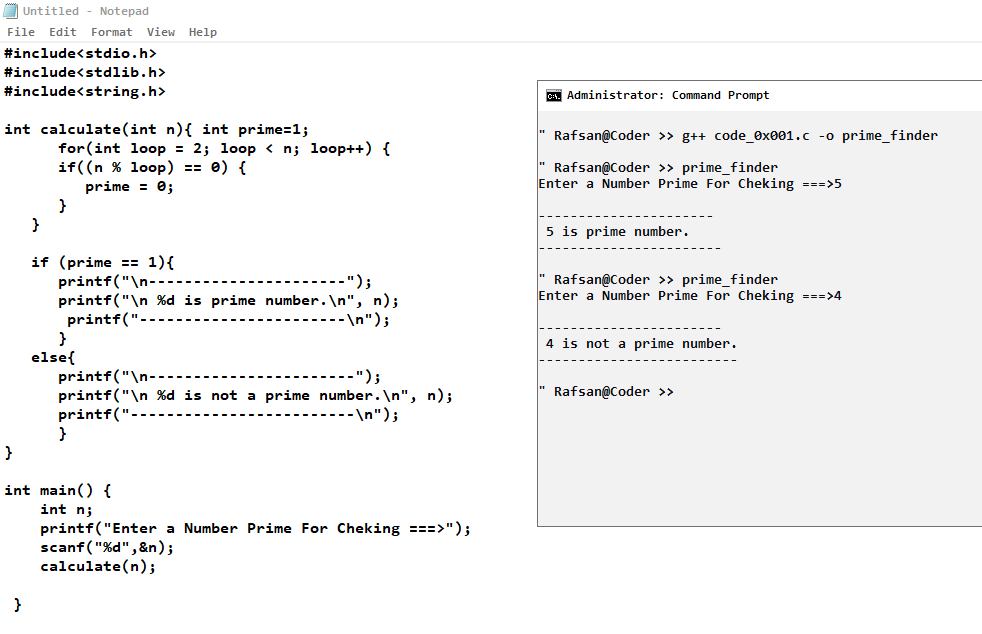 Untitled - Notepad
File Edit Format View Help
#include<stdio.h>
#include<stdlib.h>
#include<string.h>

int calculate(int n){ int prime=1;
      for(int loop = 2; loop < n; loop++) {
      if((n % loop) == 0) {
         prime = 0;
      }
   }

   if (prime == 1){
      printf("\n----------------------");
      printf("\n %d is prime number.\n", n);
       printf("-----------------------\n");
      }
   else{
      printf("\n-----------------------");
      printf("\n %d is not a prime number.\n", n);
      printf("-------------------------\n");
      }
}

int main() {
    int n;
    printf("Enter a Number Prime For Cheking ===>");
    scanf("%d",&n);
    calculate(n);

 }

C:\. Administrator: Command Prompt

" Rafsan@Coder >> g++ code_0x001.c -o prime_finder

" Rafsan@Coder >> prime_finder
Enter a Number Prime For Cheking ===>5

----------------------
 5 is prime number.
-----------------------

" Rafsan@Coder >> prime_finder
Enter a Number Prime For Cheking ===>4

-----------------------
 4 is not a prime number.
-------------------------

" Rafsan@Coder >>